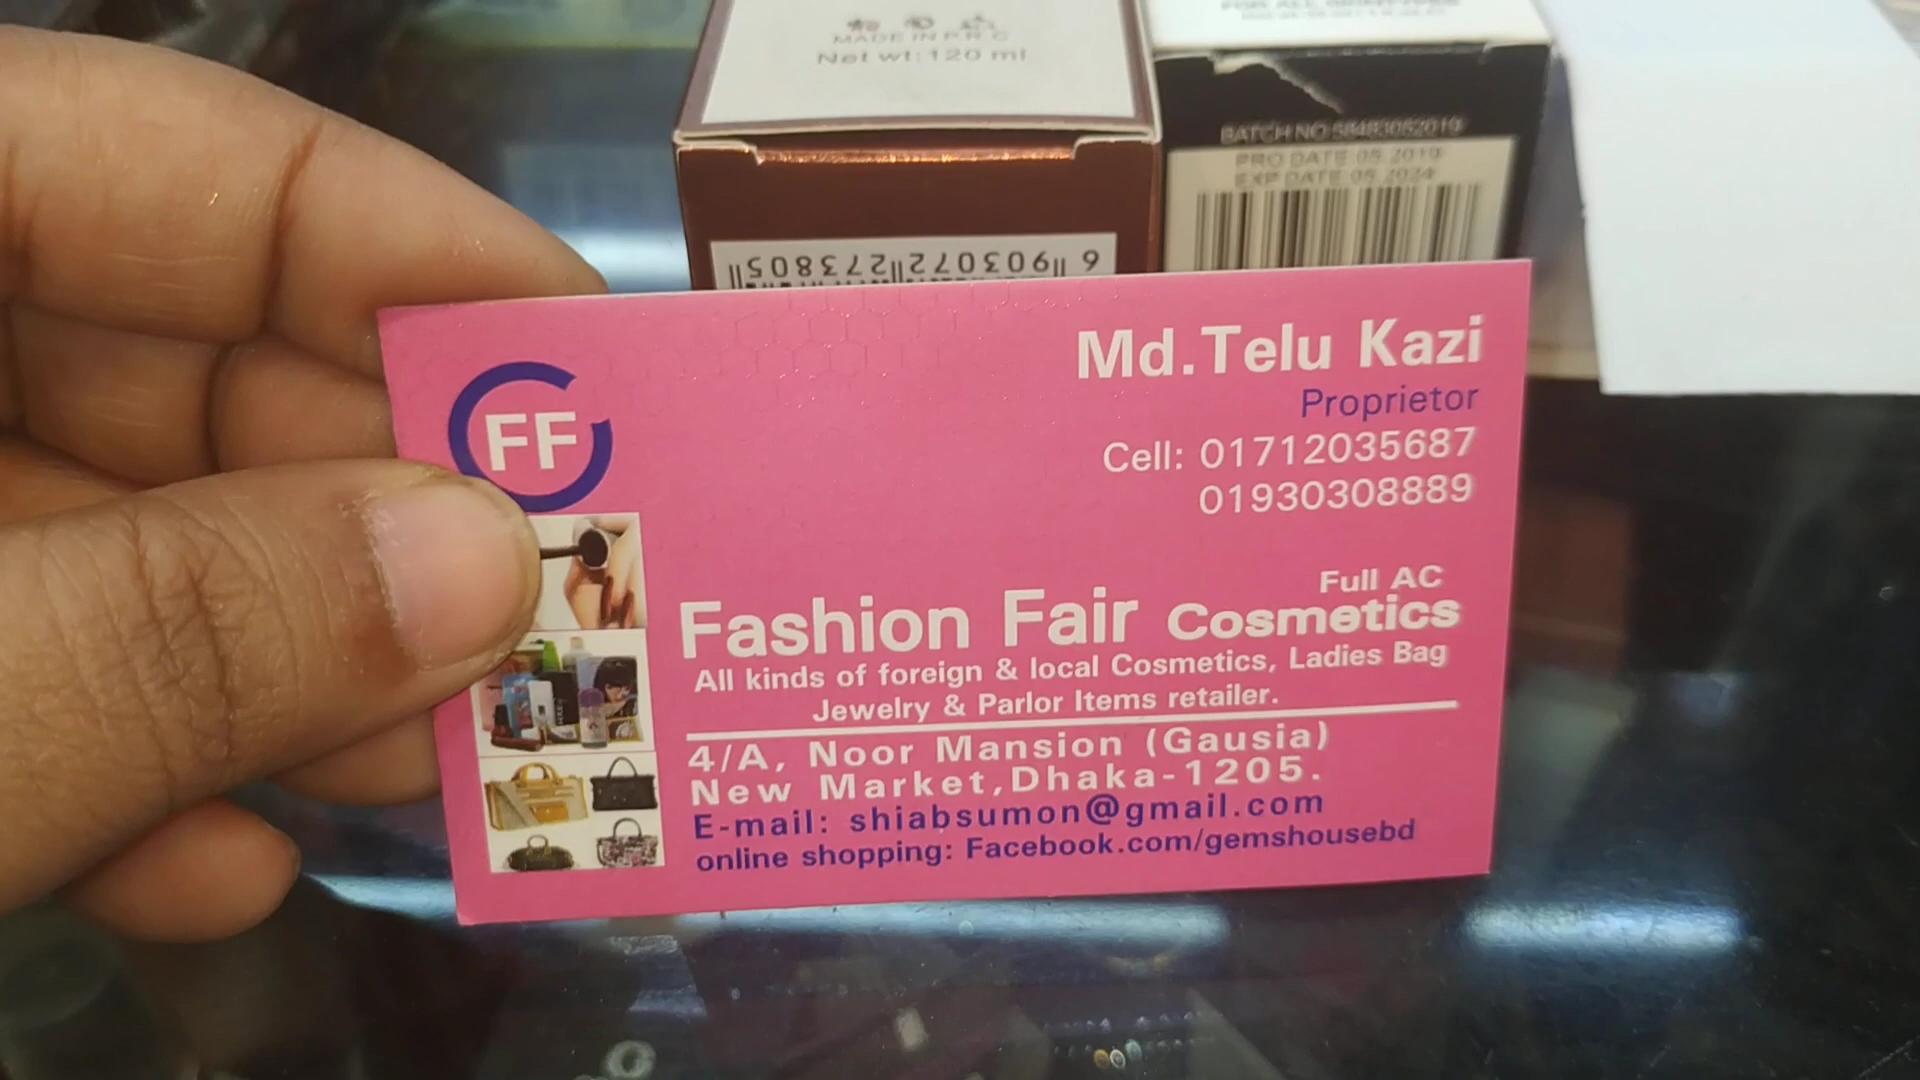 MADE IN P.R.C
Net wt:120 ml
BATCH NO
PRO DATE 05 2019
EXP DATE 05 2024
6 903072 273805
FF
Md.Telu Kazi
Proprietor
Cell: 01712035687
01930308889
Full AC
Fashion Fair Cosmetics
All kinds of foreign & local Cosmetics, Ladies Bag
Jewelry & Parlor Items retailer.
4/A, Noor Mansion (Gausia)
New Market,Dhaka-1205.
E-mail: shiabsumon@gmail.com
online shopping: Facebook.com/gemshousebd